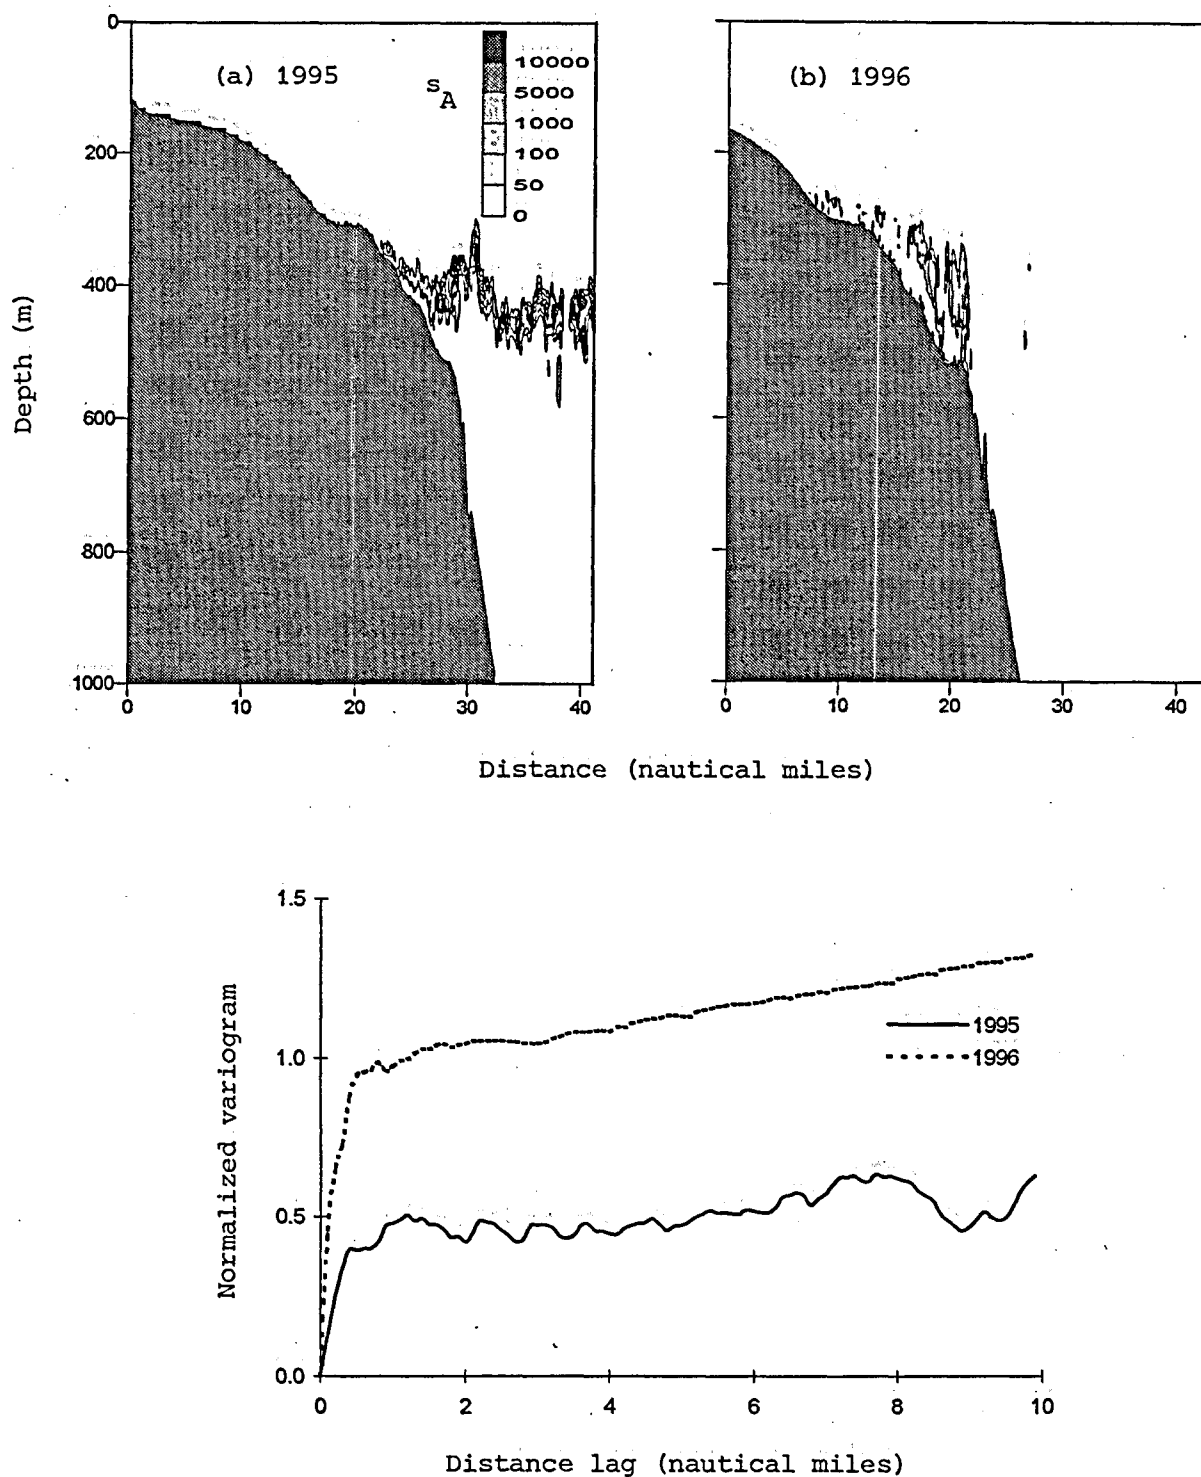 (a) 1995
s_A
10000
5000
1000
100
50
0
(b) 1996
0
200
400
600
800
1000
Depth (m)
0 10 20 30 40
0 10 20 30 40
Distance (nautical miles)
1.5
1.0
0.5
0.0
Normalized variogram
1995
1996
0 2 4 6 8 10
Distance lag (nautical miles)